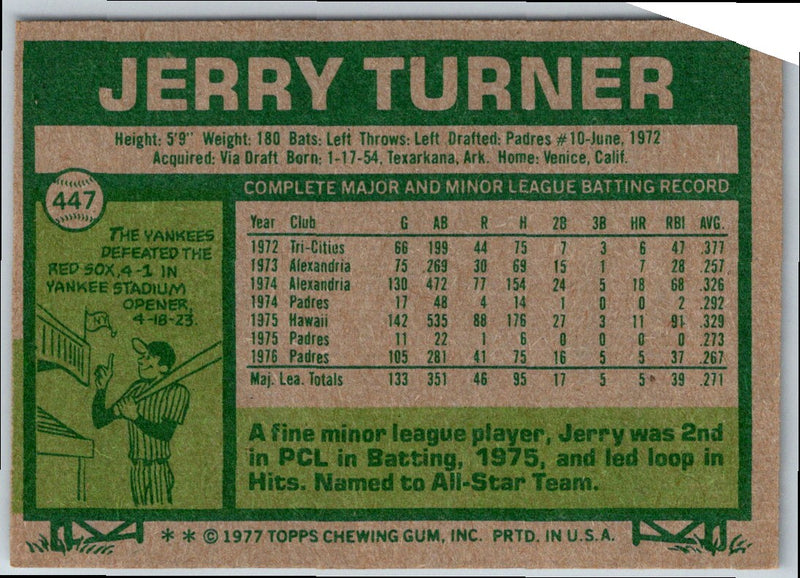 JERRY TURNER
Height: 5'9" Weight: 180 Bats: Left Throws: Left Drafted: Padres #10-June, 1972
Acquired: Via Draft Born: 1-17-54, Texarkana, Ark. Home: Venice, Calif.
447
COMPLETE MAJOR AND MINOR LEAGUE BATTING RECORD
THE YANKEES
DEFEATED THE
RED SOX, 4-1 IN
YANKEE STADIUM
OPENER,
4-18-23.
Year Club G AB R H 2B 3B HR RBI AVG.
1972 Tri-Cities 66 199 44 75 7 3 6 47 .377
1973 Alexandria 75 269 30 69 15 1 7 28 .257
1974 Alexandria 130 472 77 154 24 5 18 68 .326
1974 Padres 17 48 4 14 1 0 0 2 .292
1975 Hawaii 142 535 88 176 27 3 11 91 .329
1975 Padres 11 22 1 6 0 0 0 0 .273
1976 Padres 105 281 41 75 16 5 5 37 .267
Maj. Lea. Totals 133 351 46 95 17 5 5 39 .271
A fine minor league player, Jerry was 2nd
in PCL in Batting, 1975, and led loop in
Hits. Named to All-Star Team.
** © 1977 TOPPS CHEWING GUM, INC. PRTD. IN U.S.A.